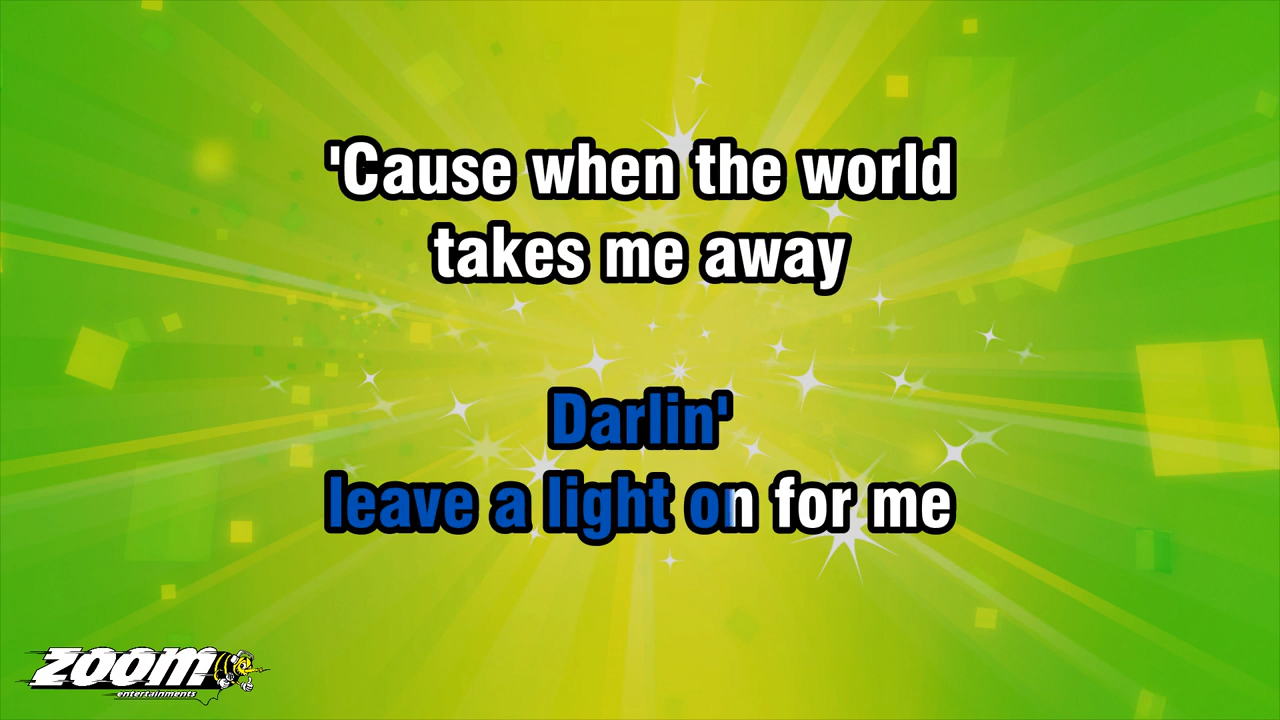 'Cause when the world
takes me away
Darlin'
leave a light on for me
zoom
entertainments